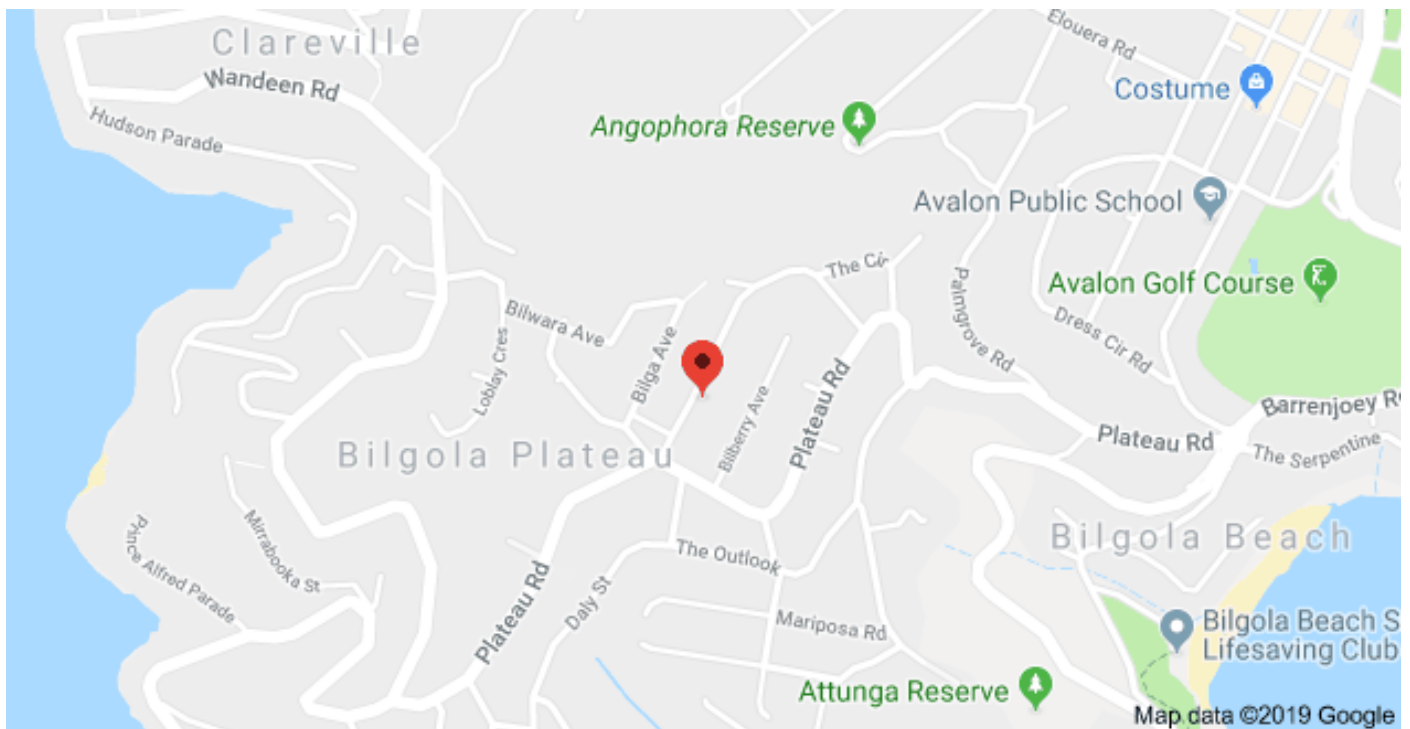 Clareville
Wandeen Rd
Hudson Parade
Elouera Rd
Costume
Angophora Reserve
Avalon Public School
The Cir
Palmgrove Rd
Avalon Golf Course
Dress Cir Rd
Bilwara Ave
Loblay Cres
Bilga Ave
Bilberry Ave
Plateau Rd
Barrenjoey R
Plateau Rd
The Serpentine
Bilgola Plateau
Mirrabooka St
Prince Alfred Parade
The Outlook
Bilgola Beach
Plateau Rd
Daly St
Mariposa Rd
Bilgola Beach S
Lifesaving Club
Attunga Reserve
Map data ©2019 Google